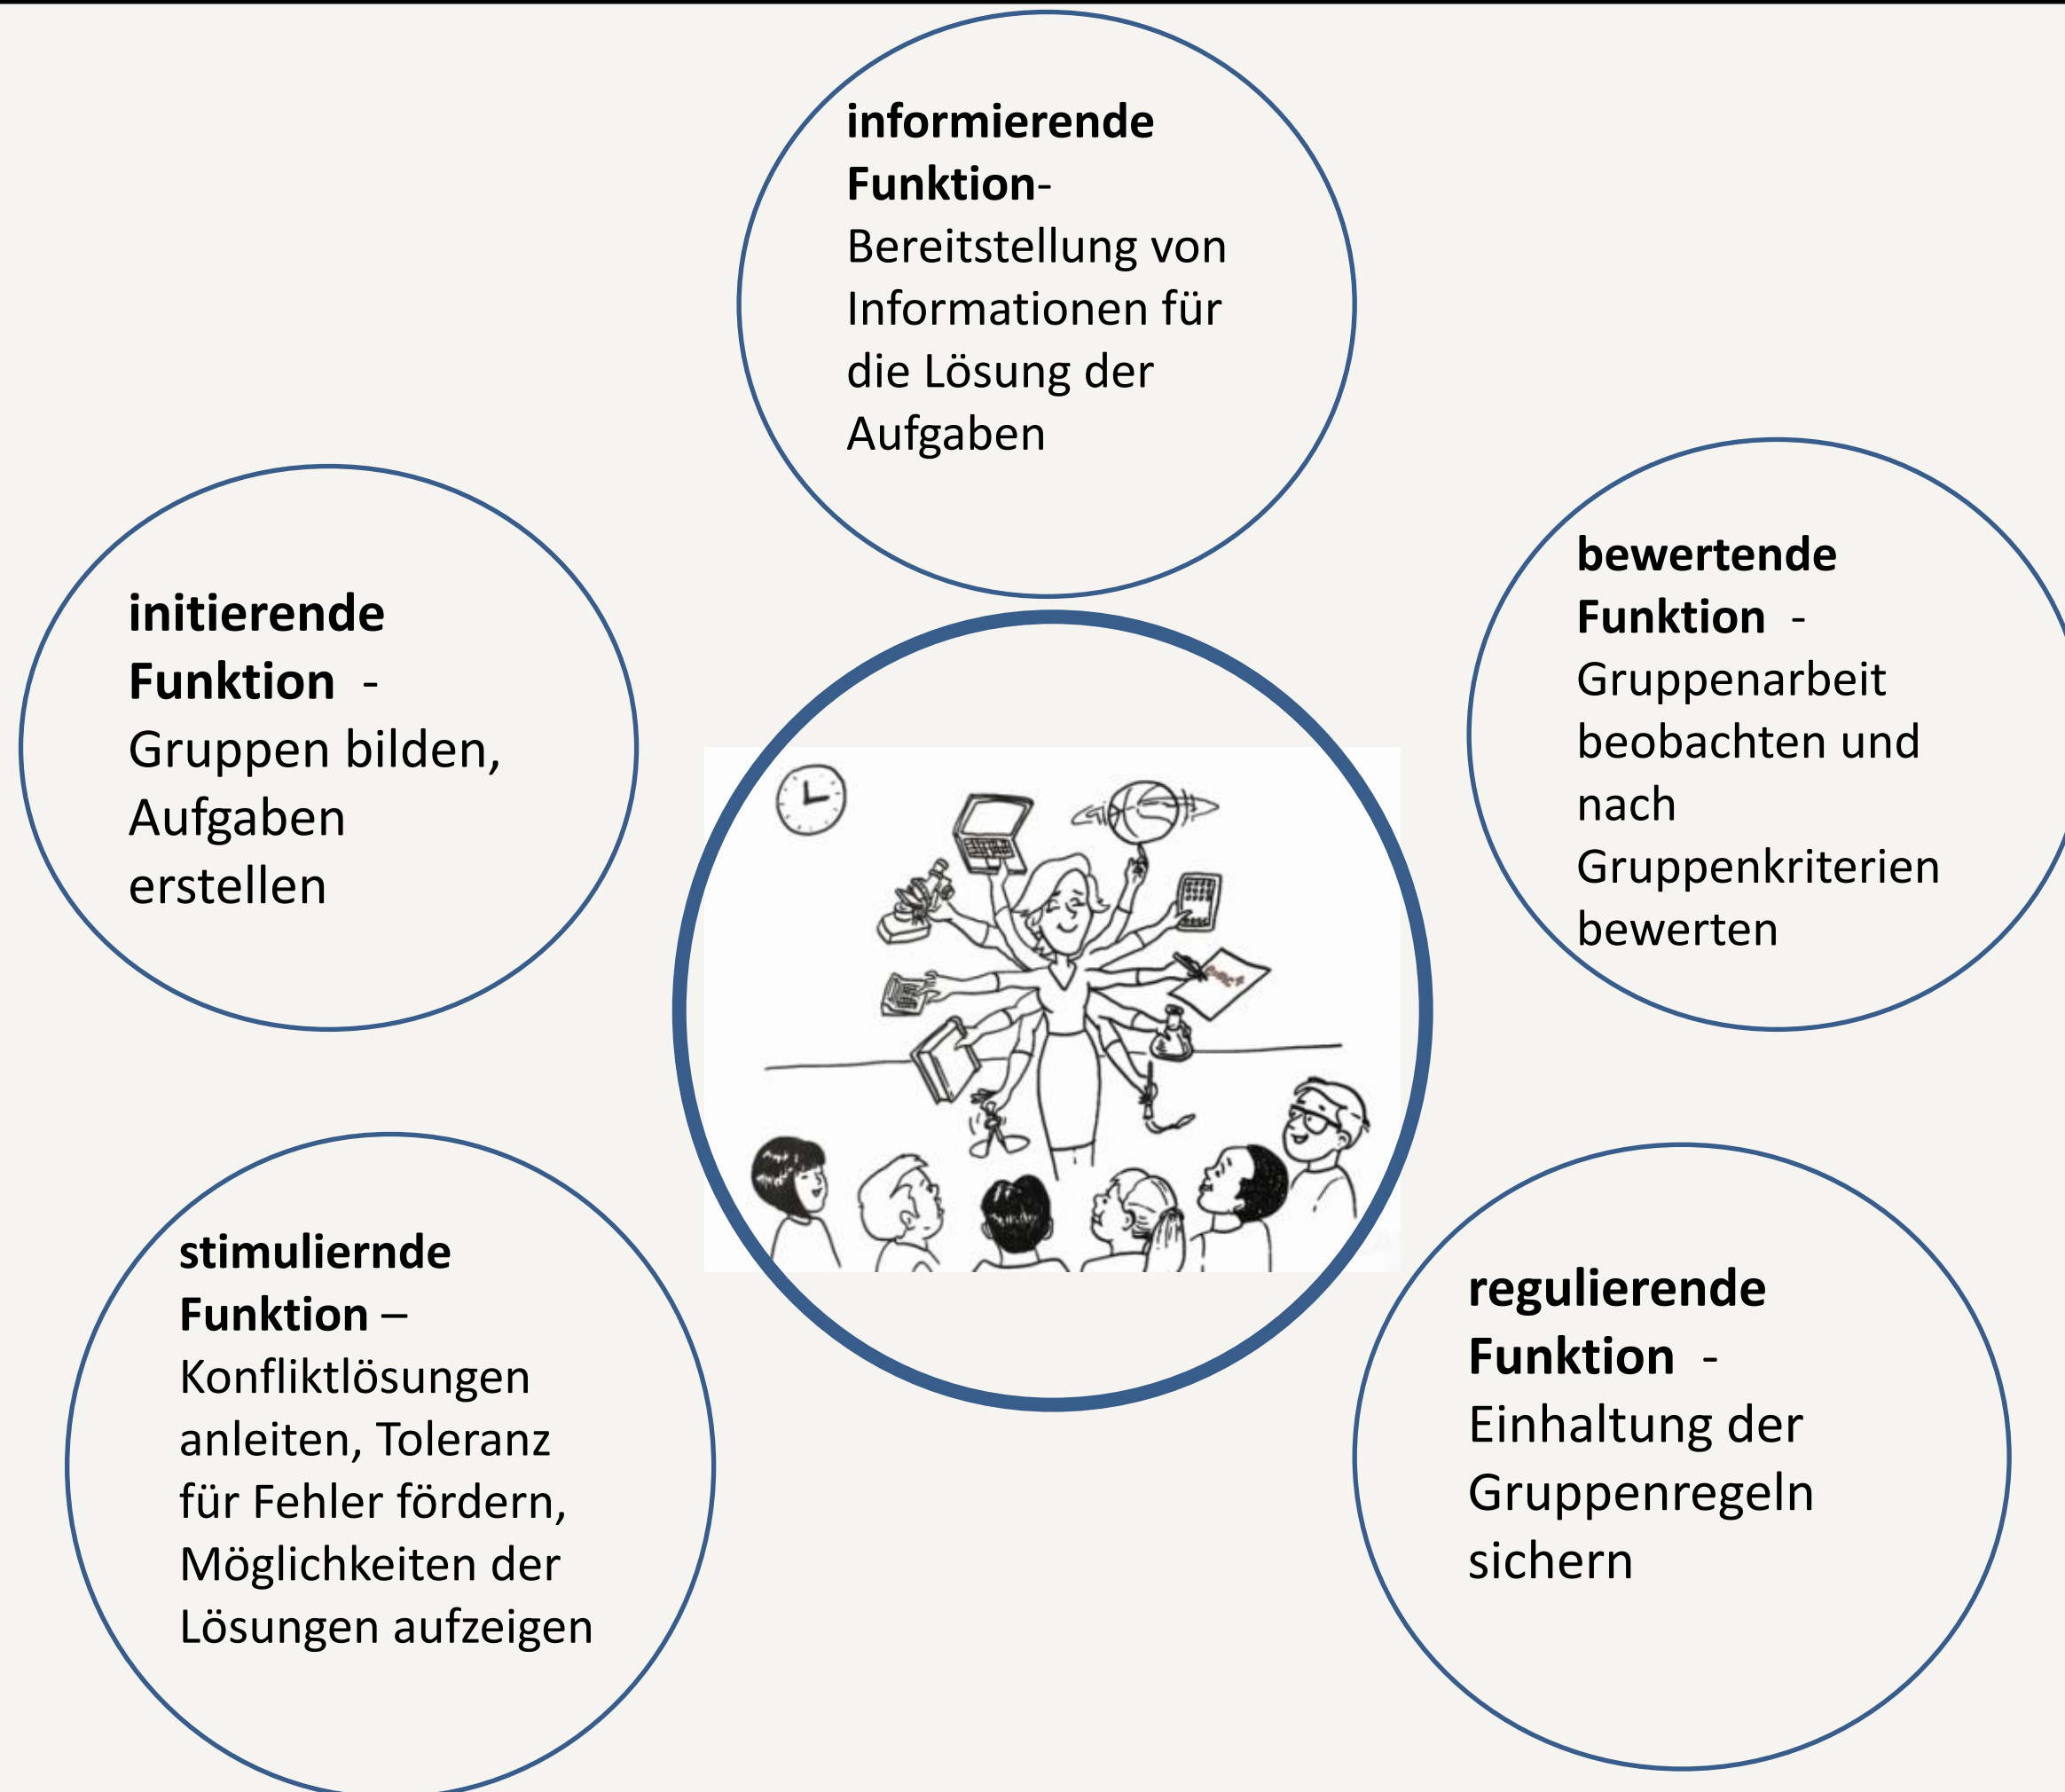 informierende
Funktion-
Bereitstellung von
Informationen für
die Lösung der
Aufgaben
initierende
Funktion  -
Gruppen bilden,
Aufgaben
erstellen
bewertende
Funktion  -
Gruppenarbeit
beobachten und
nach
Gruppenkriterien
bewerten
stimuliernde
Funktion –
Konfliktlösungen
anleiten, Toleranz
für Fehler fördern,
Möglichkeiten der
Lösungen aufzeigen
regulierende
Funktion  -
Einhaltung der
Gruppenregeln
sichern